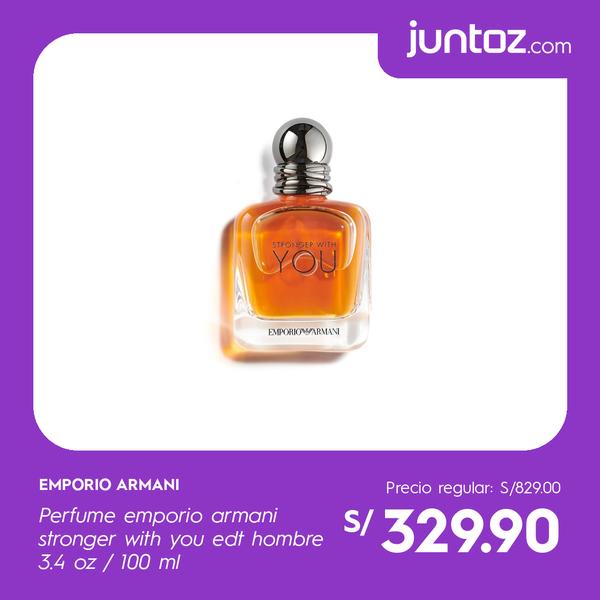 juntoz.com
STRONGER WITH
YOU
EMPORIO ARMANI
EMPORIO ARMANI
Precio regular: S/829.00
Perfume emporio armani
stronger with you edt hombre
3.4 oz / 100 ml
S/ 329.90